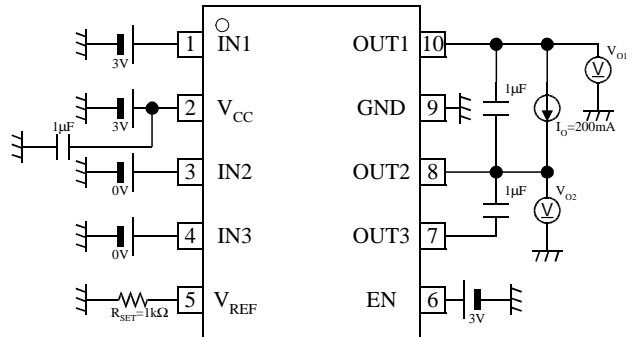 1 IN1 OUT1 10
3V
V
V_O1
2 V_CC GND 9
1μF
3V
1μF
I_O=200mA
3 IN2 OUT2 8
0V
1μF
V
V_O2
4 IN3 OUT3 7
0V
5 V_REF EN 6
R_SET=1kΩ
3V